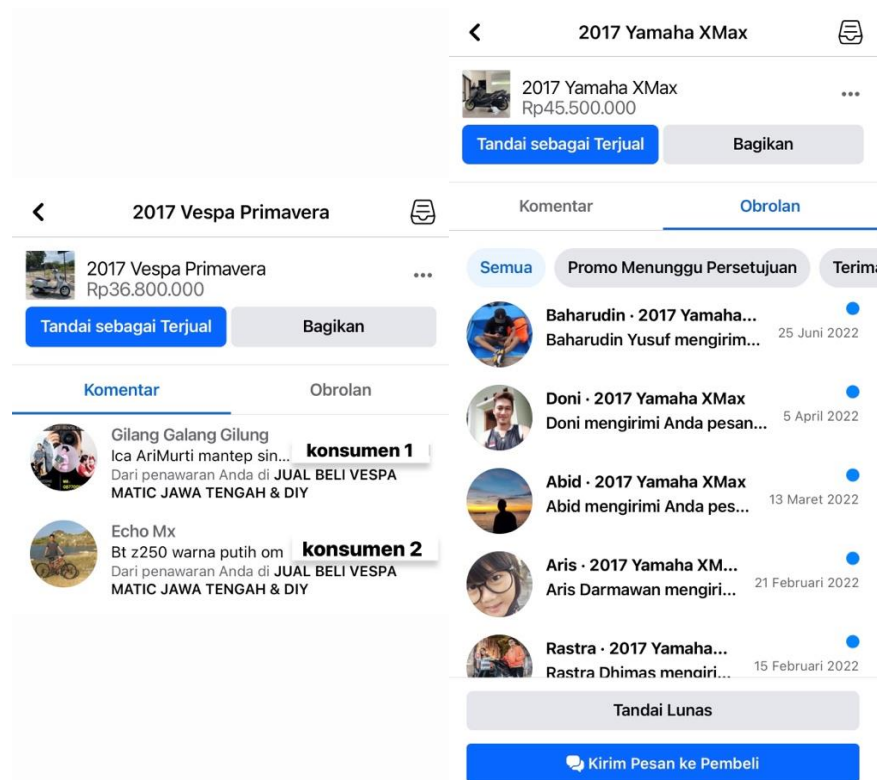 2017 Vespa Primavera
2017 Vespa Primavera
Rp36.800.000
Tandai sebagai Terjual
Bagikan
Komentar
Obrolan
Gilang Galang Gilung
Ica AriMurti mantep sin...
konsumen 1
Dari penawaran Anda di JUAL BELI VESPA
MATIC JAWA TENGAH & DIY
Echo Mx
Bt z250 warna putih om
konsumen 2
Dari penawaran Anda di JUAL BELI VESPA
MATIC JAWA TENGAH & DIY
2017 Yamaha XMax
2017 Yamaha XMax
Rp45.500.000
Tandai sebagai Terjual
Bagikan
Komentar
Obrolan
Semua
Promo Menunggu Persetujuan
Terima
Baharudin · 2017 Yamaha...
Baharudin Yusuf mengirim...
25 Juni 2022
Doni · 2017 Yamaha XMax
Doni mengirimi Anda pesan...
5 April 2022
Abid · 2017 Yamaha XMax
Abid mengirimi Anda pes...
13 Maret 2022
Aris · 2017 Yamaha XM...
Aris Darmawan mengiri...
21 Februari 2022
Rastra · 2017 Yamaha...
Rastra Dhimas mengiri...
15 Februari 2022
Tandai Lunas
Kirim Pesan ke Pembeli